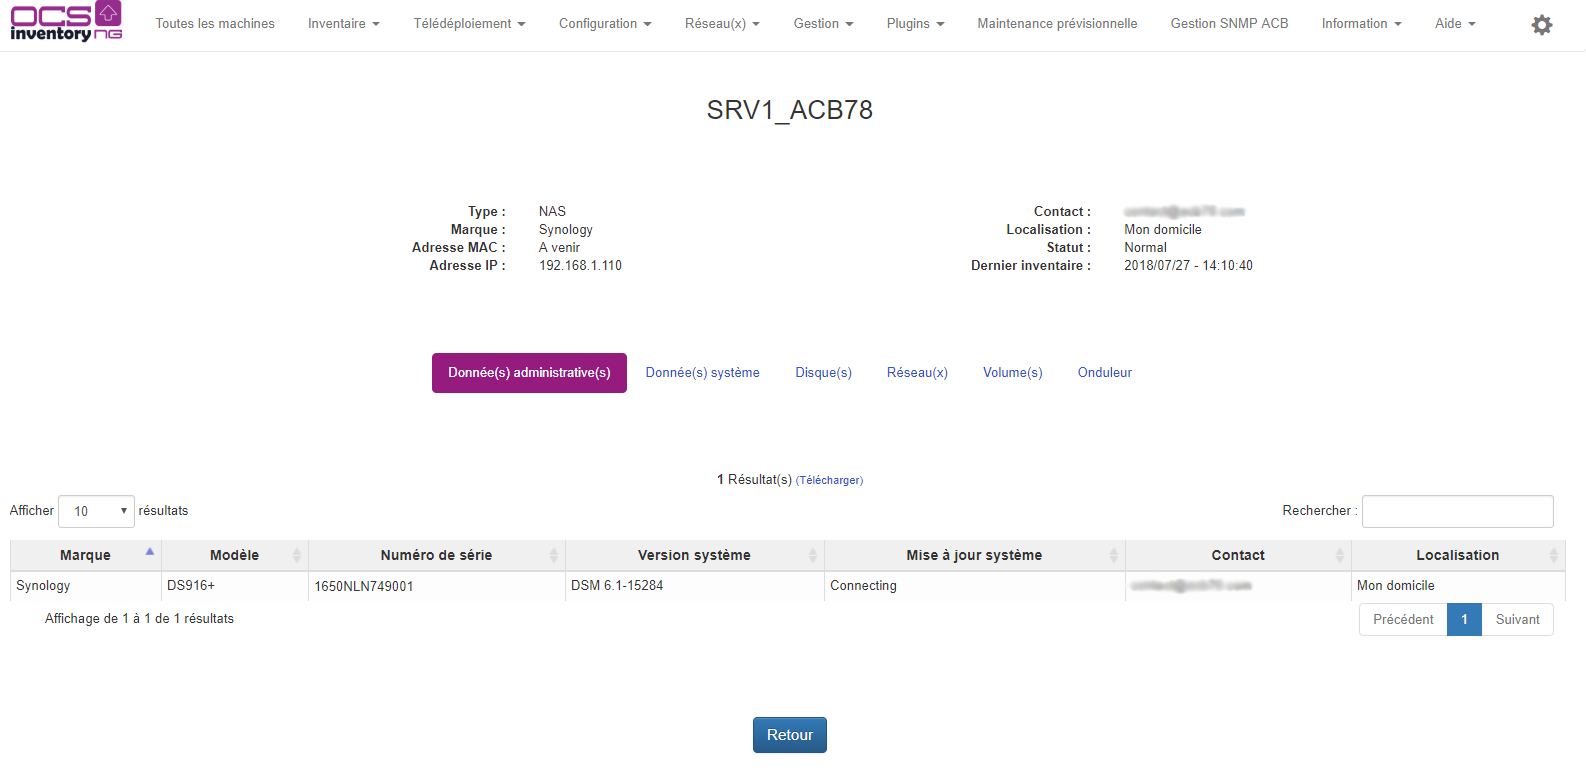 OCS
inventory NG
Toutes les machines Inventaire Télédéploiement Configuration Réseau(x) Gestion Plugins Maintenance prévisionnelle Gestion SNMP ACB Information Aide
SRV1_ACB78
Type : NAS
Marque : Synology
Adresse MAC : A venir
Adresse IP : 192.168.1.110
Contact :
Localisation : Mon domicile
Statut : Normal
Dernier inventaire : 2018/07/27 - 14:10:40
Donnée(s) administrative(s) Donnée(s) système Disque(s) Réseau(x) Volume(s) Onduleur
1 Résultat(s) (Télécharger)
Afficher 10 résultats
Rechercher :
Marque Modèle Numéro de série Version système Mise à jour système Contact Localisation
Synology DS916+ 1650NLN749001 DSM 6.1-15284 Connecting Mon domicile
Affichage de 1 à 1 de 1 résultats
Précédent 1 Suivant
Retour